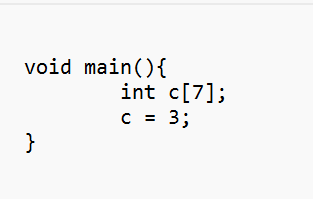 void main(){
        int c[7];
        c = 3;
}